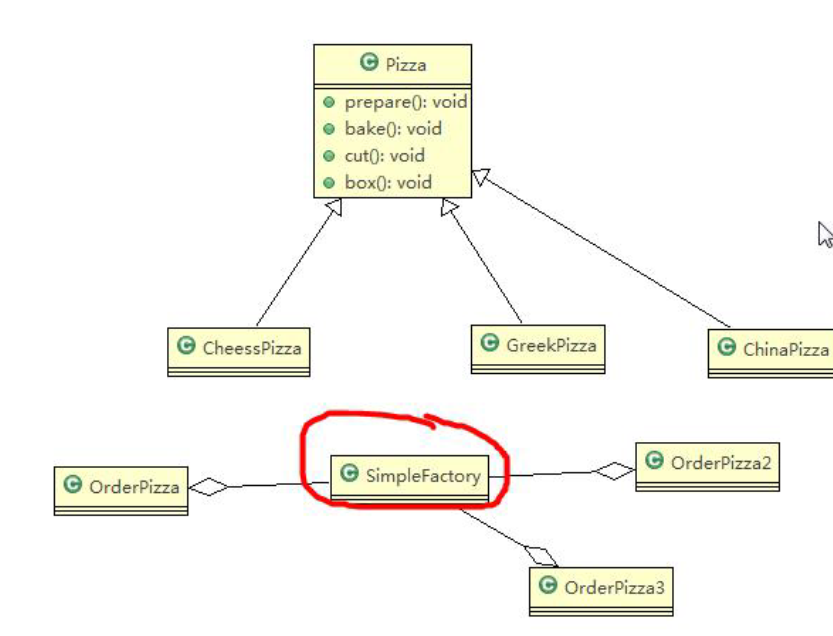 Pizza
prepare(): void
bake(): void
cut(): void
box(): void
CheessPizza
GreekPizza
ChinaPizza
OrderPizza
SimpleFactory
OrderPizza2
OrderPizza3